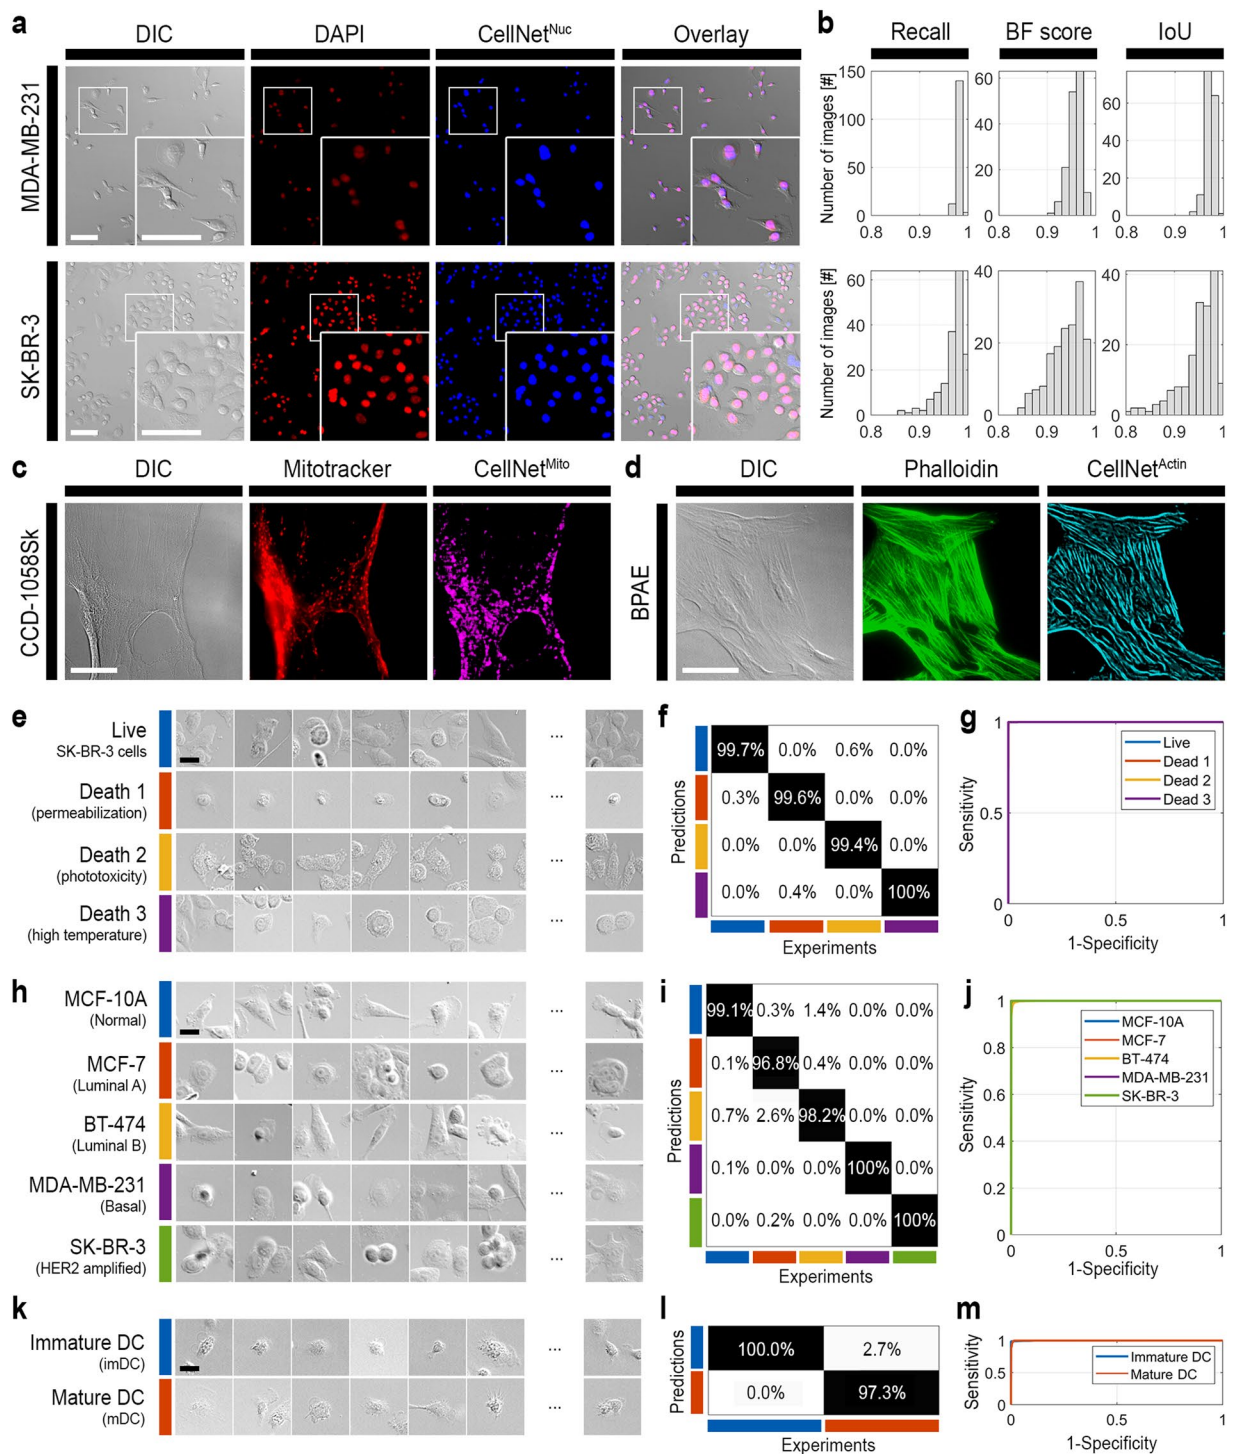 a
DIC DAPI CellNet^Nuc Overlay
MDA-MB-231
SK-BR-3
b
Recall BF score IoU
Number of images [#]
150
100
50
0
0.8 0.9 1
60
40
20
0
0.8 0.9 1
60
40
20
0
0.8 0.9 1
Number of images [#]
60
40
20
0
0.8 0.9 1
40
20
0
0.8 0.9 1
40
20
0
0.8 0.9 1
c
DIC Mitotracker CellNet^Mito
CCD-1058Sk
d
DIC Phalloidin CellNet^Actin
BPAE
e
Live
SK-BR-3 cells
...
Death 1
(permeabilization)
...
Death 2
(phototoxicity)
...
Death 3
(high temperature)
...
f
Predictions
99.7% 0.0% 0.6% 0.0%
0.3% 99.6% 0.0% 0.0%
0.0% 0.0% 99.4% 0.0%
0.0% 0.4% 0.0% 100%
Experiments
g
Sensitivity
1
0.5
0
Live
Dead 1
Dead 2
Dead 3
0 0.5 1
1-Specificity
h
MCF-10A
(Normal)
...
MCF-7
(Luminal A)
...
BT-474
(Luminal B)
...
MDA-MB-231
(Basal)
...
SK-BR-3
(HER2 amplified)
...
i
Predictions
99.1% 0.3% 1.4% 0.0% 0.0%
0.1% 96.8% 0.4% 0.0% 0.0%
0.7% 2.6% 98.2% 0.0% 0.0%
0.1% 0.0% 0.0% 100% 0.0%
0.0% 0.2% 0.0% 0.0% 100%
Experiments
j
Sensitivity
1
0.8
0.6
0.4
0.2
0
MCF-10A
MCF-7
BT-474
MDA-MB-231
SK-BR-3
0 0.5 1
1-Specificity
k
Immature DC
(imDC)
...
Mature DC
(mDC)
...
l
Predictions
100.0% 2.7%
0.0% 97.3%
Experiments
m
Sensitivity
1
0.5
0
Immature DC
Mature DC
0 0.5 1
1-Specificity